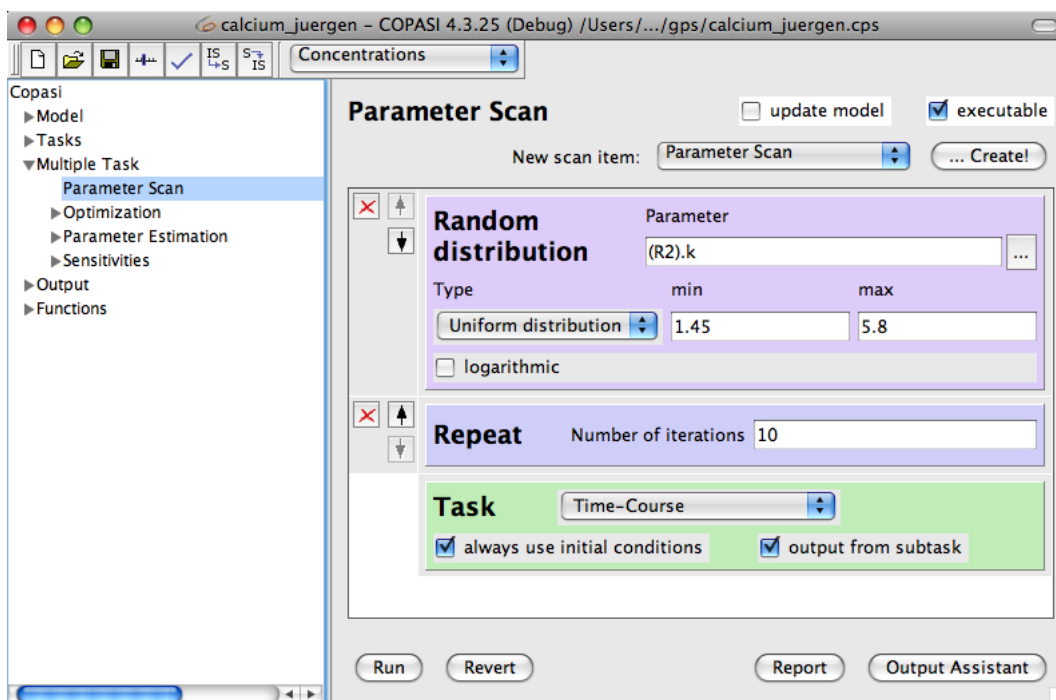 calcium_juergen – COPASI 4.3.25 (Debug) /Users/.../gps/calcium_juergen.cps
IS S S IS Concentrations
Copasi
Model
Tasks
Multiple Task
Parameter Scan
Optimization
Parameter Estimation
Sensitivities
Output
Functions
Parameter Scan update model executable
New scan item: Parameter Scan ... Create!
Random distribution
Parameter
(R2).k ...
Type min max
Uniform distribution 1.45 5.8
logarithmic
Repeat Number of iterations 10
Task Time-Course
always use initial conditions output from subtask
Run Revert Report Output Assistant